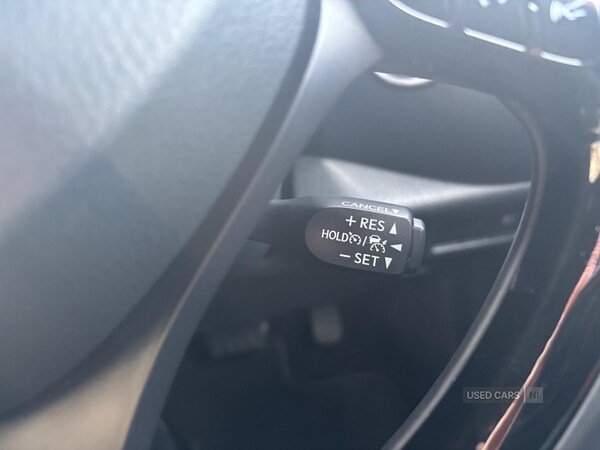 CANCEL
+ RES ▲
HOLD / ◀
− SET ▼
USED CARS NI